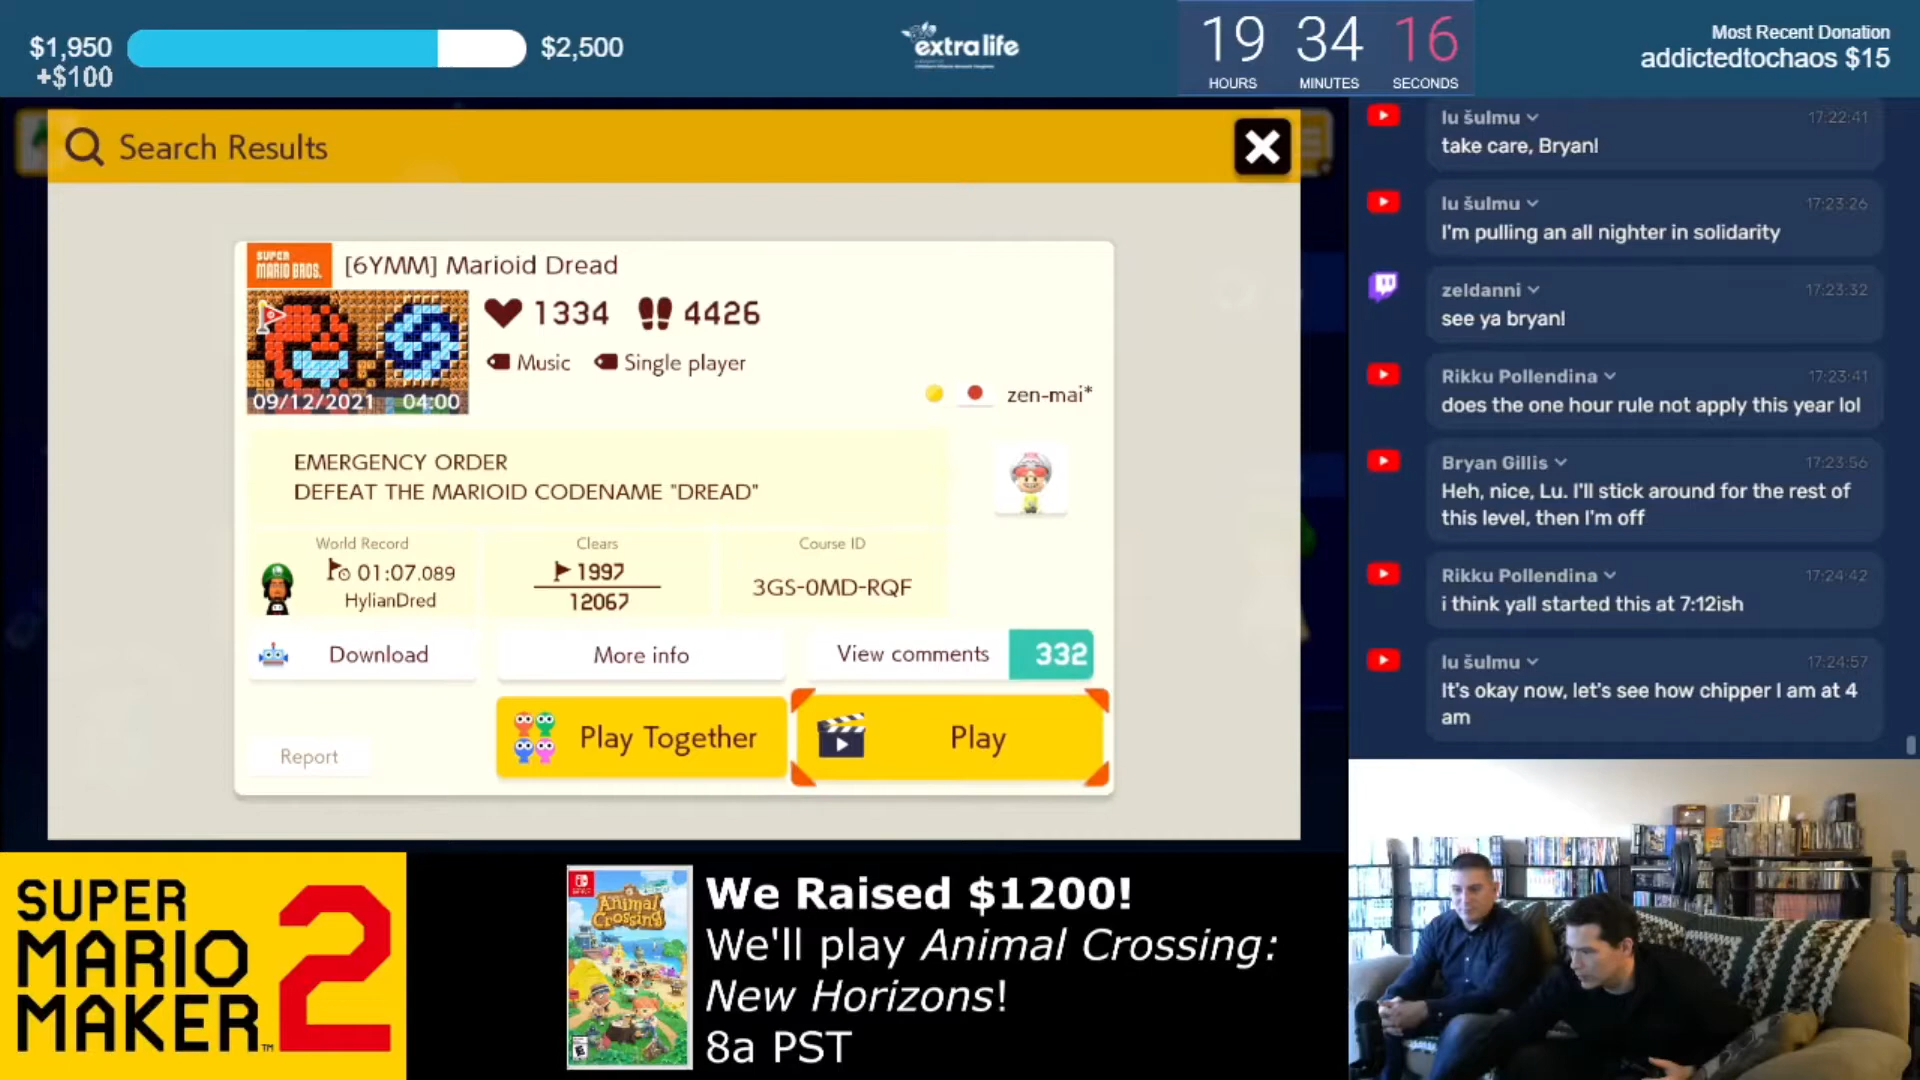 $1,950
+$100
$2,500
extralife
19
HOURS
34
MINUTES
16
SECONDS
Most Recent Donation
addictedtochaos $15
Search Results
SUPER
MARIO BROS.
[6YMM] Marioid Dread
1334
4426
Music
Single player
09/12/2021
04:00
zen-mai*
EMERGENCY ORDER
DEFEAT THE MARIOID CODENAME "DREAD"
World Record
01:07.089
HylianDred
Clears
1997
12067
Course ID
3GS-0MD-RQF
Download
More info
View comments
332
Report
Play Together
Play
lu šulmu
17:22:41
take care, Bryan!
lu šulmu
17:23:26
I'm pulling an all nighter in solidarity
zeldanni
17:23:32
see ya bryan!
Rikku Pollendina
17:23:41
does the one hour rule not apply this year lol
Bryan Gillis
17:23:56
Heh, nice, Lu. I'll stick around for the rest of
this level, then I'm off
Rikku Pollendina
17:24:42
i think yall started this at 7:12ish
lu šulmu
17:24:57
It's okay now, let's see how chipper I am at 4
am
SUPER
MARIO
MAKER
2
TM
Animal
Crossing
We Raised $1200!
We'll play Animal Crossing:
New Horizons!
8a PST